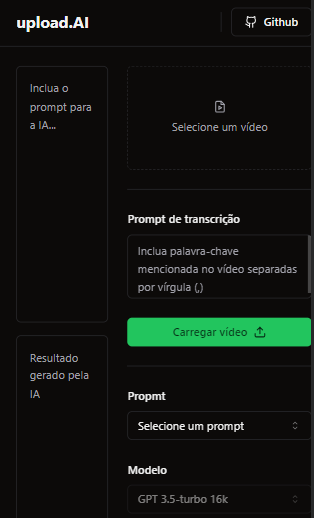 upload.AI
Github
Inclua o
prompt para
a IA...
Resultado
gerado pela
IA
Selecione um vídeo
Prompt de transcrição
Inclua palavra-chave
mencionada no vídeo separadas
por vírgula (,)
Carregar vídeo
Propmt
Selecione um prompt
Modelo
GPT 3.5-turbo 16k